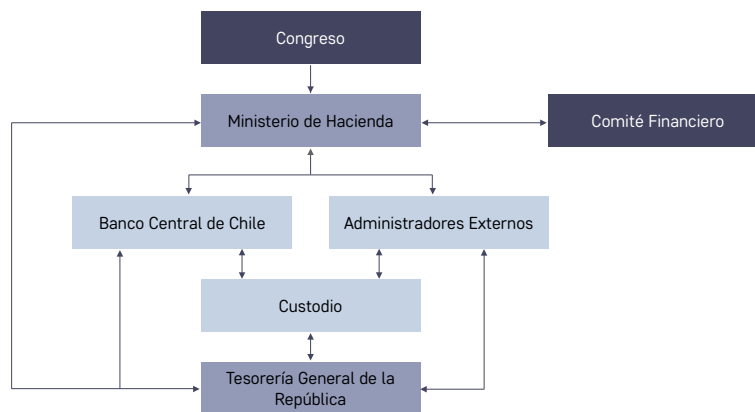 Congreso
Ministerio de Hacienda
Comité Financiero
Banco Central de Chile
Administradores Externos
Custodio
Tesorería General de la
República